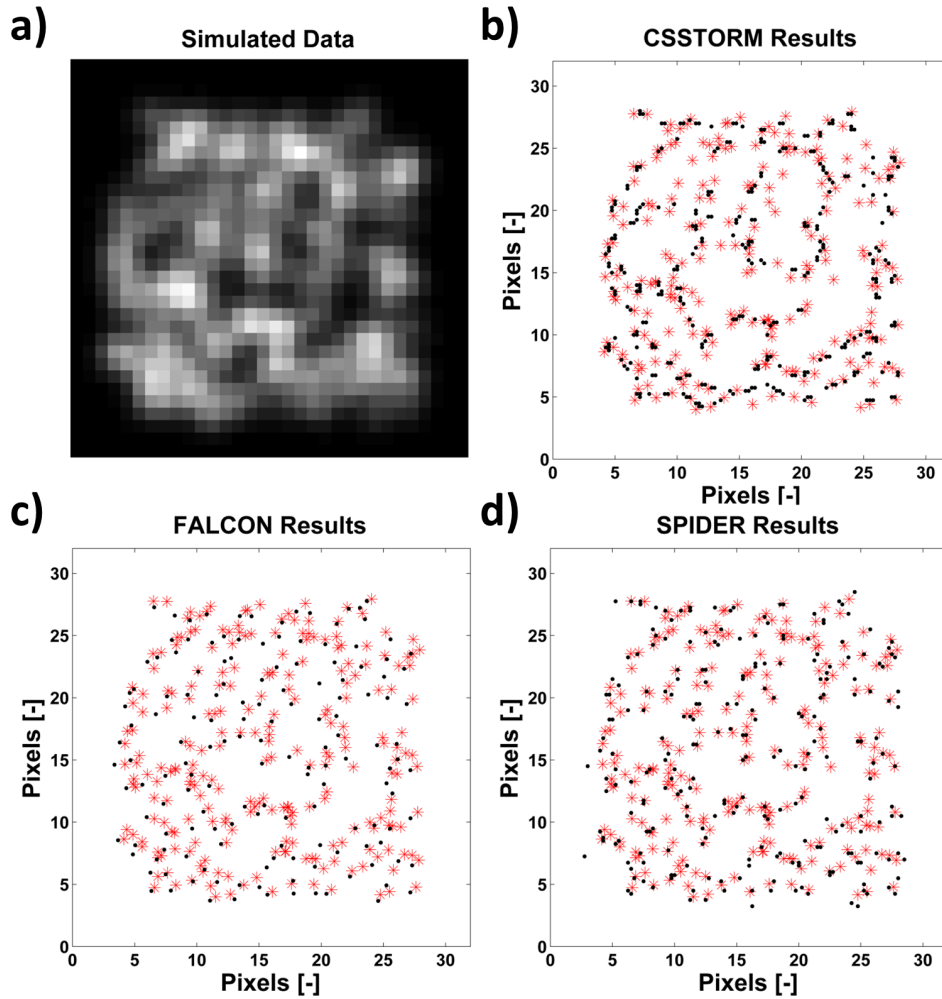 a)
Simulated Data
b)
CSSTORM Results
30
25
20
15
10
5
0
0 5 10 15 20 25 30
Pixels [-]
Pixels [-]
c)
FALCON Results
30
25
20
15
10
5
0
0 5 10 15 20 25 30
Pixels [-]
Pixels [-]
d)
SPIDER Results
30
25
20
15
10
5
0
0 5 10 15 20 25 30
Pixels [-]
Pixels [-]